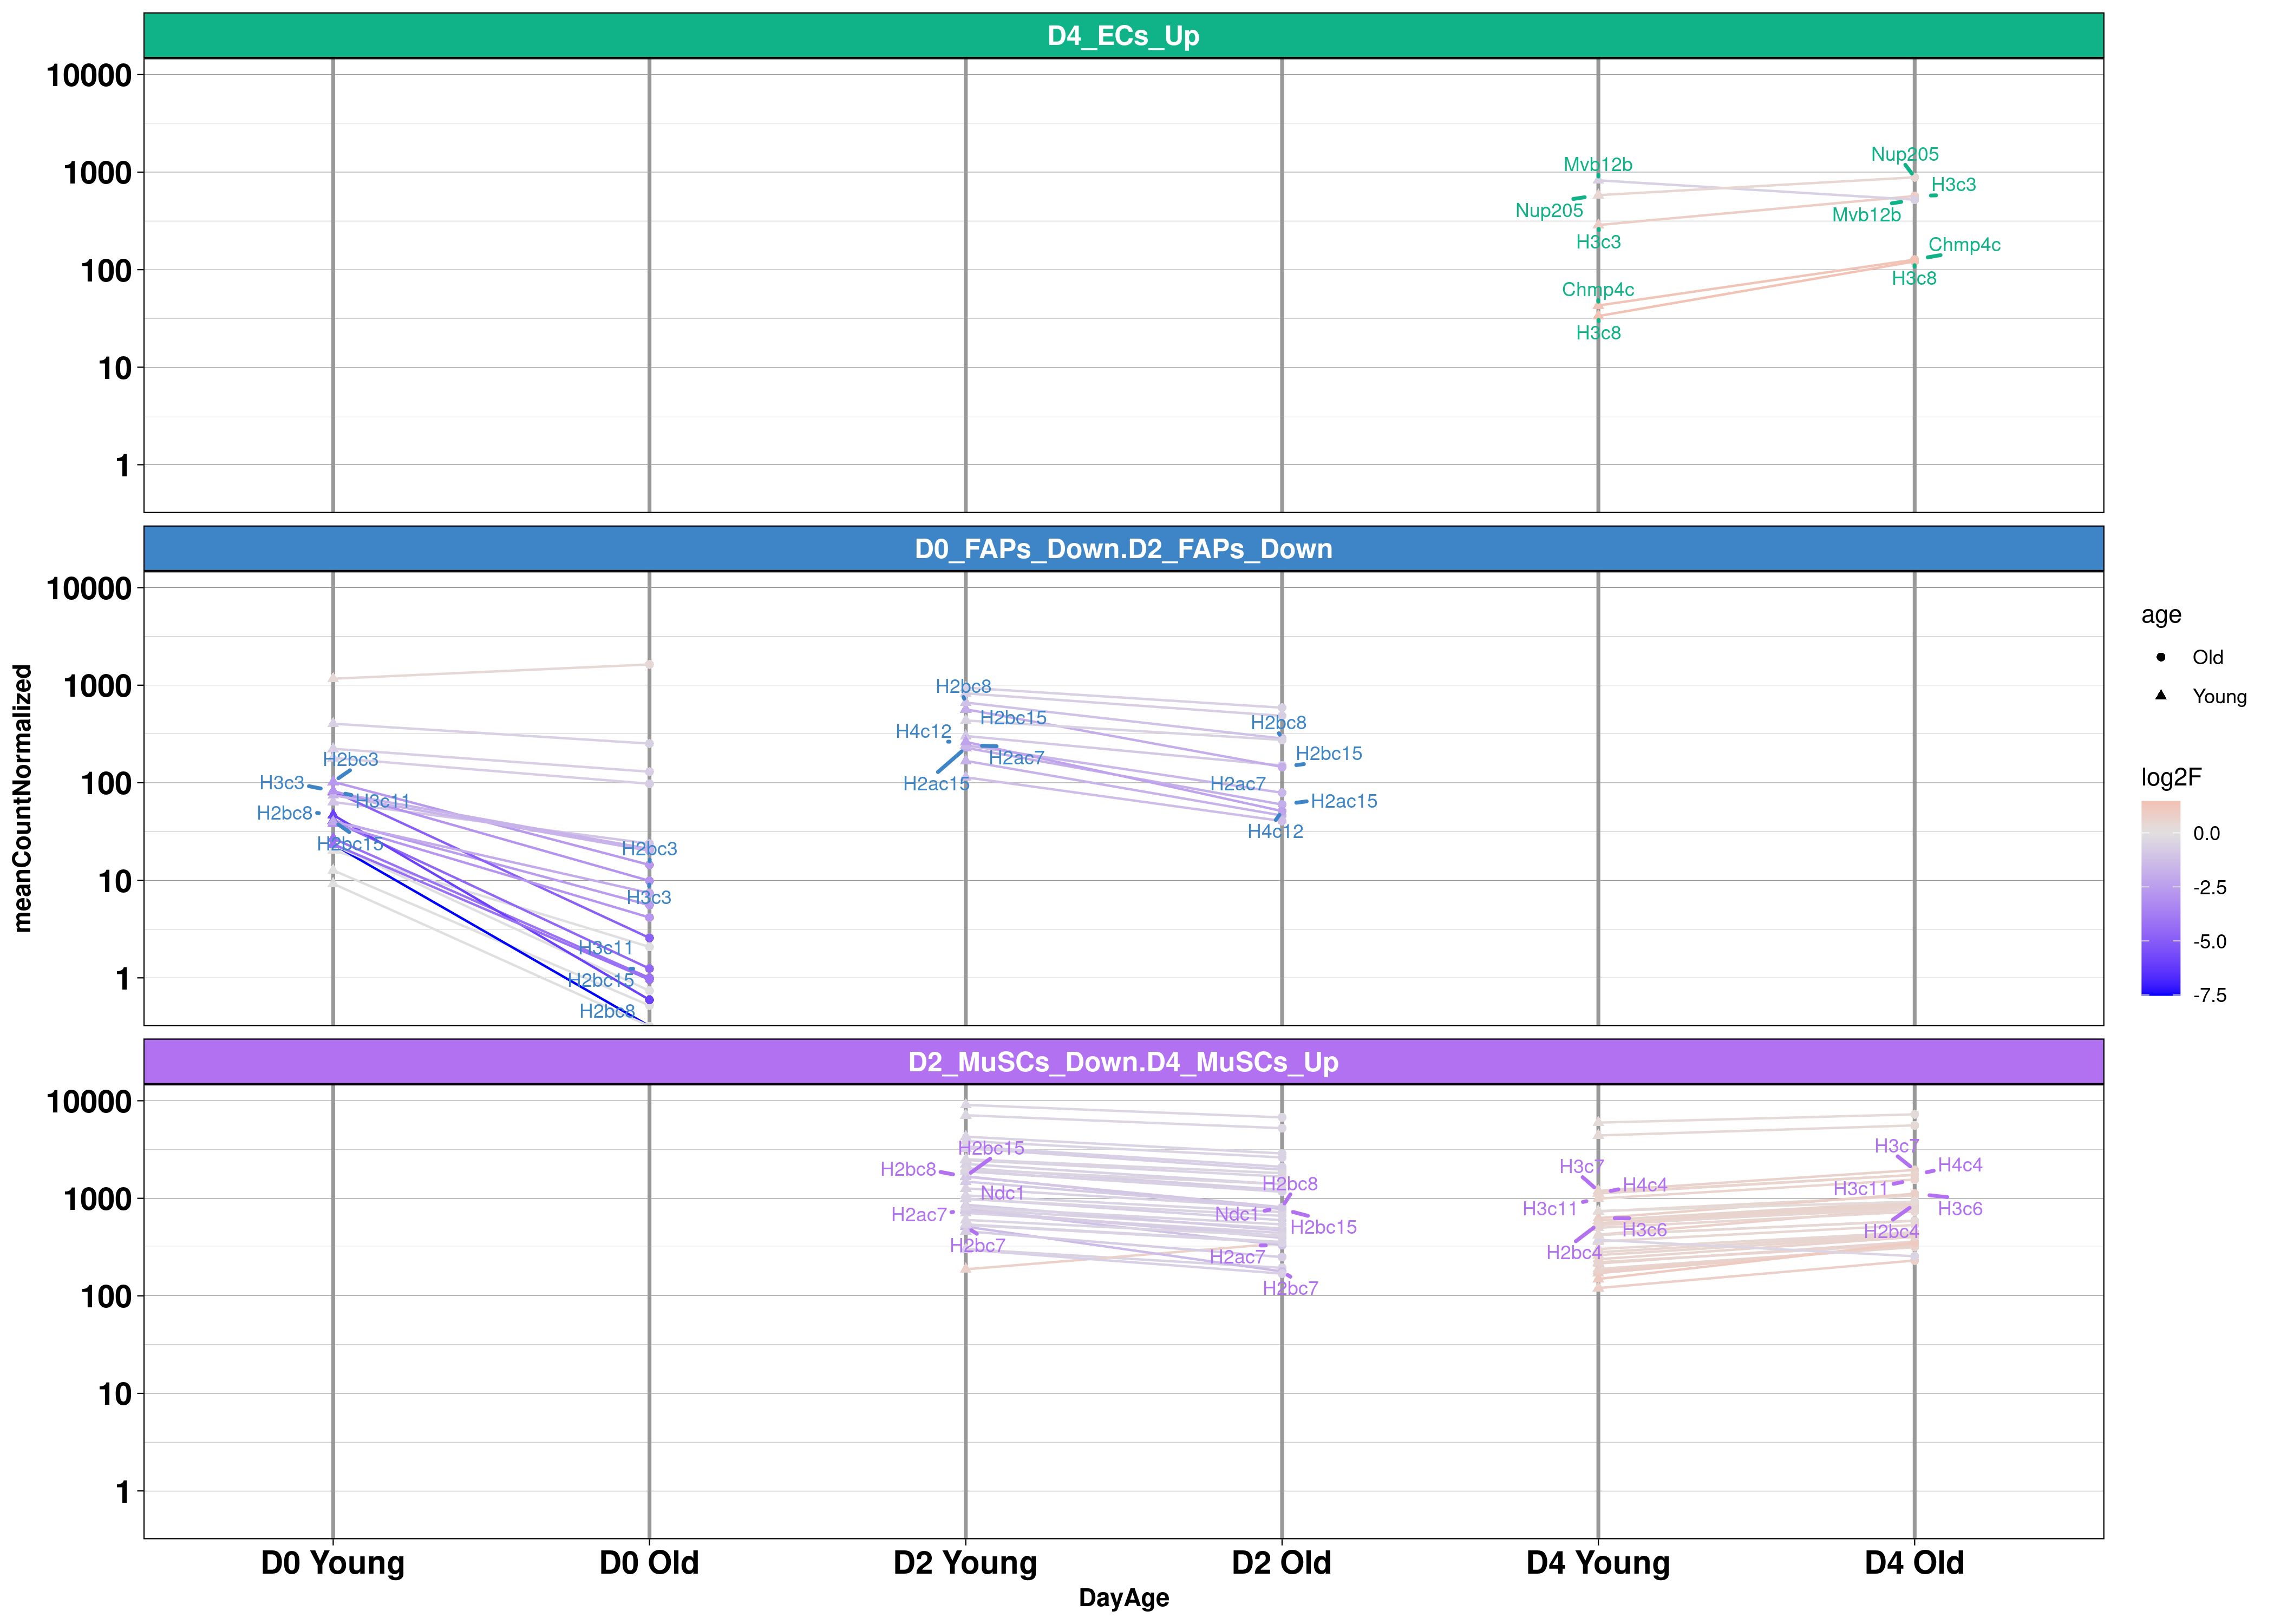 D4_ECs_Up
10000
1000
100
10
1
Mvb12b
Nup205
H3c3
Chmp4c
H3c8
Nup205
H3c3
Mvb12b
Chmp4c
H3c8
D0_FAPs_Down.D2_FAPs_Down
10000
1000
100
10
1
H2bc3
H3c3
H3c11
H2bc8
H2bc15
H2bc3
H3c3
H3c11
H2bc15
H2bc8
H2bc8
H2bc15
H4c12
H2ac7
H2ac15
H2bc8
H2bc15
H2ac7
H2ac15
H4c12
D2_MuSCs_Down.D4_MuSCs_Up
10000
1000
100
10
1
H2bc15
H2bc8
Ndc1
H2ac7
H2bc7
H2bc8
Ndc1
H2bc15
H2ac7
H2bc7
H3c7
H4c4
H3c11
H3c6
H2bc4
H3c7
H4c4
H3c11
H3c6
H2bc4
D0 Young
D0 Old
D2 Young
D2 Old
D4 Young
D4 Old
DayAge
meanCountNormalized
age
Old
Young
log2F
0.0
-2.5
-5.0
-7.5